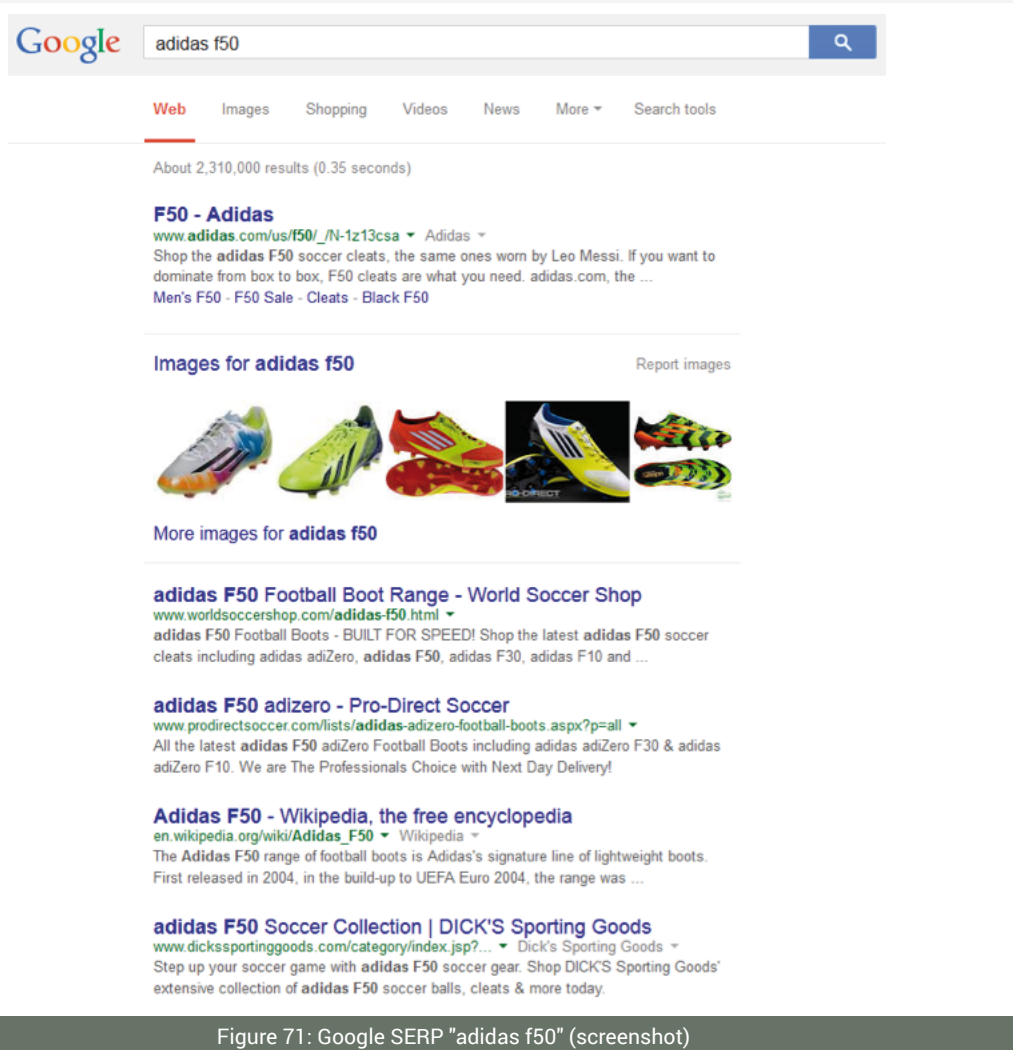 Google adidas f50
Web Images Shopping Videos News More Search tools
About 2,310,000 results (0.35 seconds)
F50 - Adidas
www.adidas.com/us/f50/_/N-1z13csa Adidas
Shop the adidas F50 soccer cleats, the same ones worn by Leo Messi. If you want to
dominate from box to box, F50 cleats are what you need. adidas.com, the ...
Men's F50 - F50 Sale - Cleats - Black F50
Images for adidas f50 Report images
RO-DIRECT
More images for adidas f50
adidas F50 Football Boot Range - World Soccer Shop
www.worldsoccershop.com/adidas-f50.html
adidas F50 Football Boots - BUILT FOR SPEED! Shop the latest adidas F50 soccer
cleats including adidas adiZero, adidas F50, adidas F30, adidas F10 and ...
adidas F50 adizero - Pro-Direct Soccer
www.prodirectsoccer.com/lists/adidas-adizero-football-boots.aspx?p=all
All the latest adidas F50 adiZero Football Boots including adidas adiZero F30 & adidas
adiZero F10. We are The Professionals Choice with Next Day Delivery!
Adidas F50 - Wikipedia, the free encyclopedia
en.wikipedia.org/wiki/Adidas_F50 Wikipedia
The Adidas F50 range of football boots is Adidas's signature line of lightweight boots.
First released in 2004, in the build-up to UEFA Euro 2004, the range was ...
adidas F50 Soccer Collection | DICK'S Sporting Goods
www.dickssportinggoods.com/category/index.jsp?... Dick's Sporting Goods
Step up your soccer game with adidas F50 soccer gear. Shop DICK'S Sporting Goods'
extensive collection of adidas F50 soccer balls, cleats & more today.
Figure 71: Google SERP "adidas f50" (screenshot)